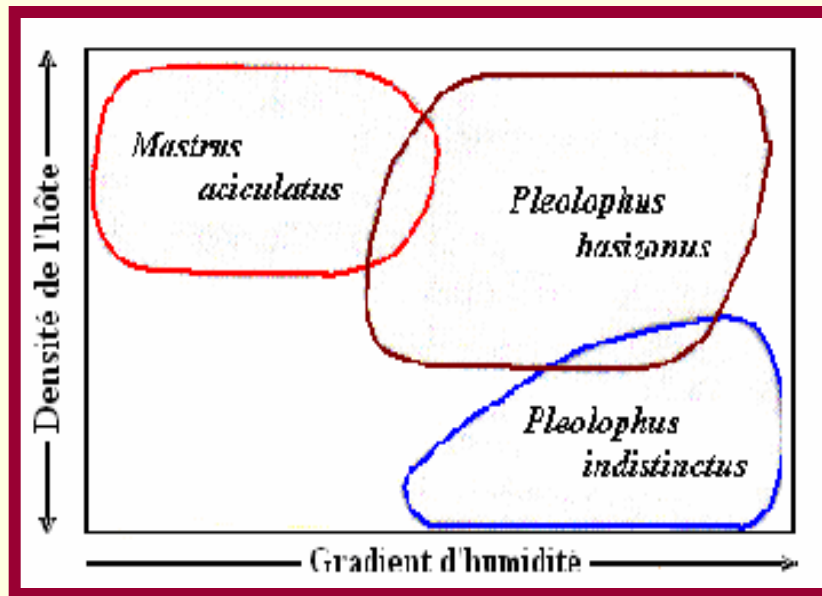 Mastrus
aciculatus
Pleolophus
basizonus
Pleolophus
indistinctus
Densité de l'hôte
Gradient d'humidité